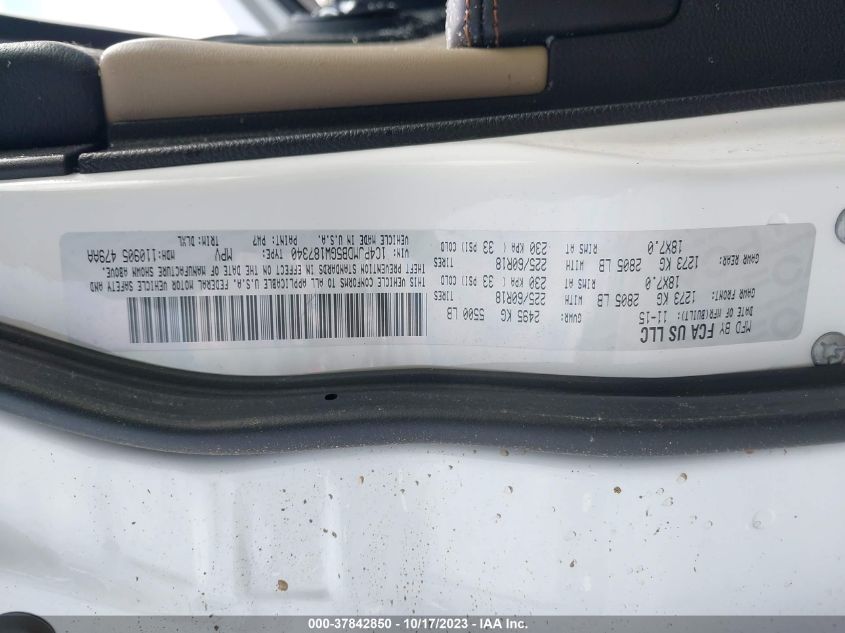 MFD BY FCA US LLC
DATE OF MFR(BUILT): 11-15 GVWR: 2495 KG 5500 LB
GAWR FRONT: 1273 KG 2805 LB WITH 225/60R18 TIRES
18X7.0 RIMS AT 230 KPA ( 33 PSI) COLD
GAWR REAR: 1273 KG 2805 LB WITH 225/60R18 TIRES
18X7.0 RIMS AT 230 KPA ( 33 PSI) COLD
THIS VEHICLE CONFORMS TO ALL APPLICABLE U.S.A. FEDERAL MOTOR VEHICLE SAFETY AND
THEFT PREVENTION STANDARDS IN EFFECT ON THE DATE OF MANUFACTURE SHOWN ABOVE.
VIN: 1C4PJMDB5GW187340 TYPE: MPV MDH:110905 479AA
VEHICLE MADE IN U.S.A. PAINT: PW7 TRIM: DLXL
000-37842850 - 10/17/2023 - 1C4PJMDB5GW187340